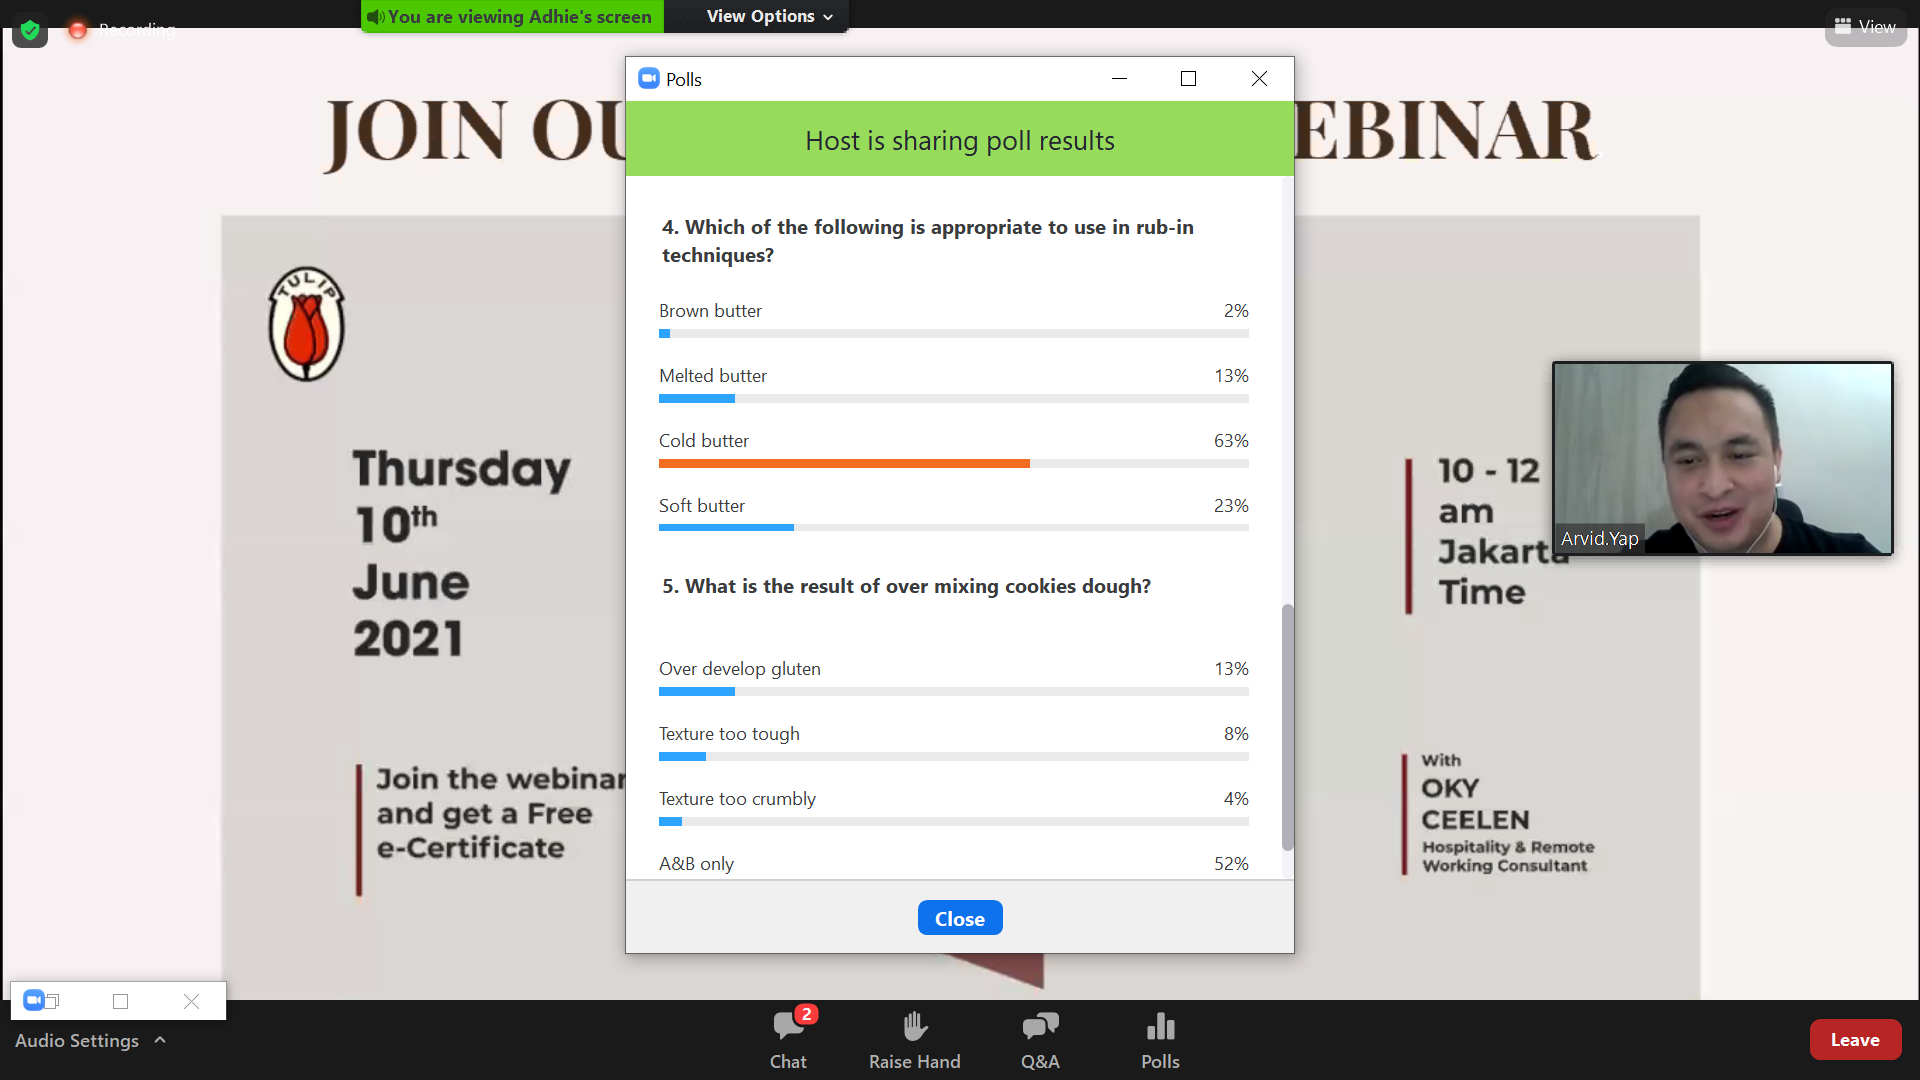 Recording
You are viewing Adhie's screen
View Options
View
Polls
Host is sharing poll results
JOIN OU
EBINAR
TULIP
Thursday
10th
June
2021
Join the webinar
and get a Free
e-Certificate
4. Which of the following is appropriate to use in rub-in
techniques?
Brown butter 2%
Melted butter 13%
Cold butter 63%
Soft butter 23%
5. What is the result of over mixing cookies dough?
Over develop gluten 13%
Texture too tough 8%
Texture too crumbly 4%
A&B only 52%
Close
10 - 12
am
Jakarta
Time
Arvid.Yap
With
OKY
CEELEN
Hospitality & Remote
Working Consultant
Audio Settings
2
Chat
Raise Hand
Q&A
Polls
Leave